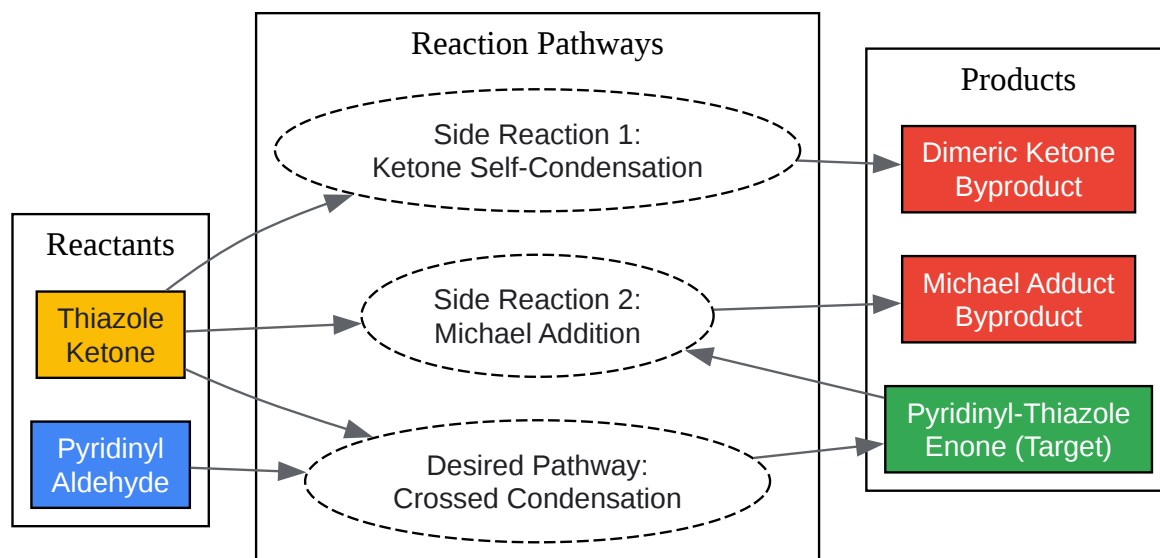 Reaction Pathways
Products
Reactants
Side Reaction 1:
Ketone Self-Condensation
Dimeric Ketone
Byproduct
Thiazole
Ketone
Side Reaction 2:
Michael Addition
Michael Adduct
Byproduct
Pyridinyl
Aldehyde
Desired Pathway:
Crossed Condensation
Pyridinyl-Thiazole
Enone (Target)